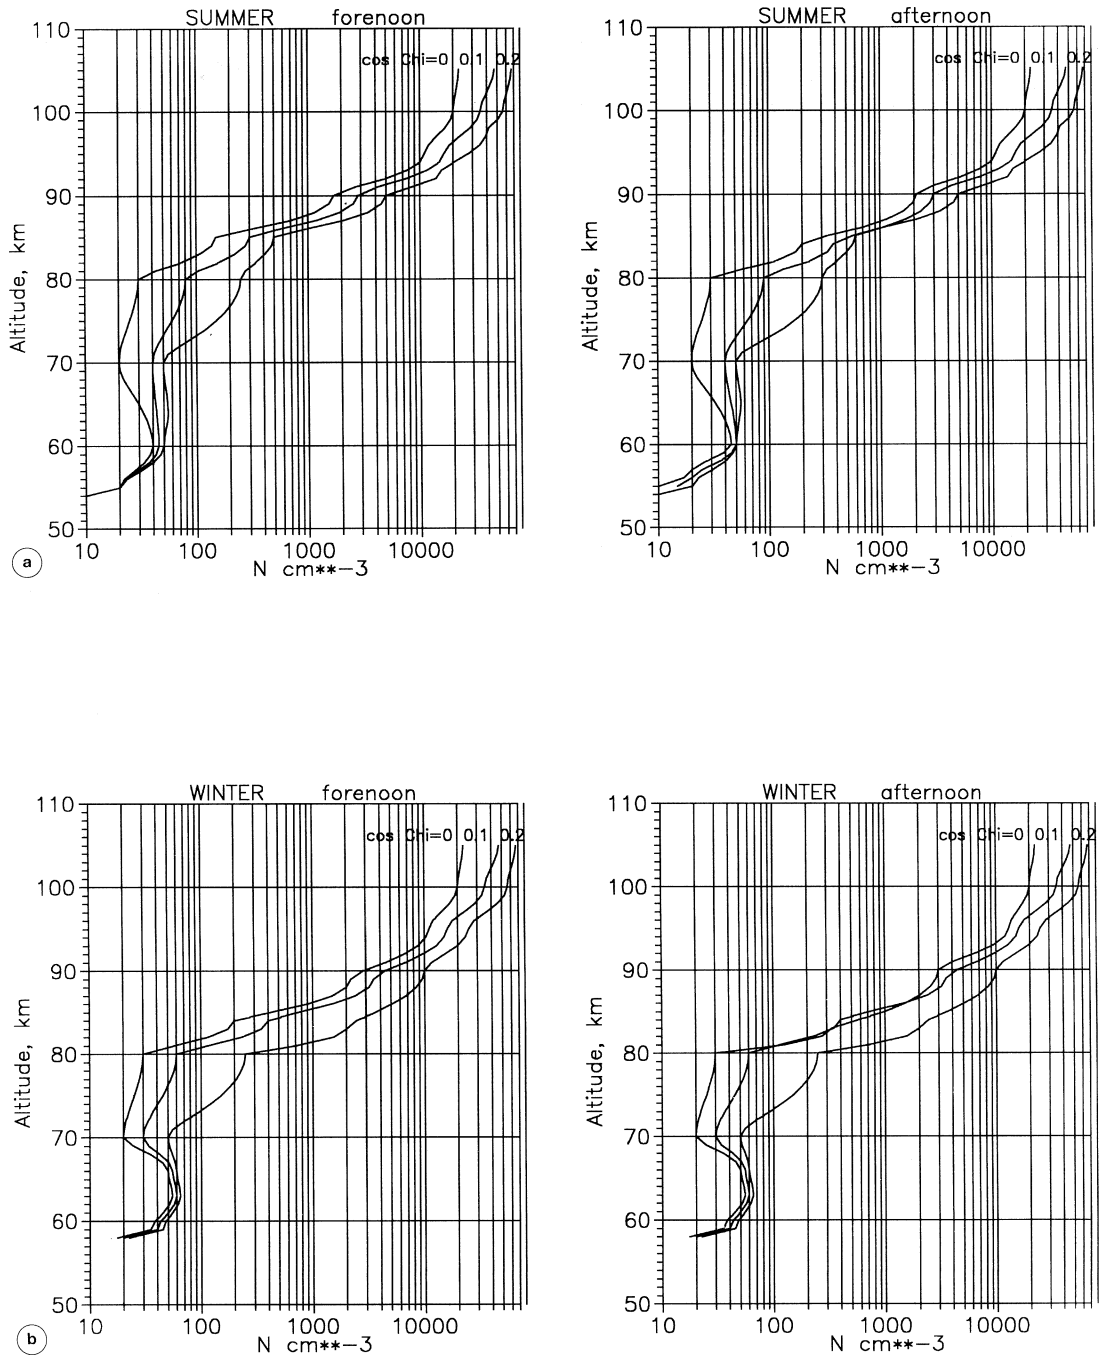 SUMMER forenoon
110
cos Chi=0 0.1 0.2
100
90
80
70
60
50
Altitude, km
10 100 1000 10000
N cm**-3
a
SUMMER afternoon
110
cos Chi=0 0.1 0.2
100
90
80
70
60
50
Altitude, km
10 100 1000 10000
N cm**-3
WINTER forenoon
110
cos Chi=0 0.1 0.2
100
90
80
70
60
50
Altitude, km
10 100 1000 10000
N cm**-3
b
WINTER afternoon
110
cos Chi=0 0.1 0.2
100
90
80
70
60
50
Altitude, km
10 100 1000 10000
N cm**-3